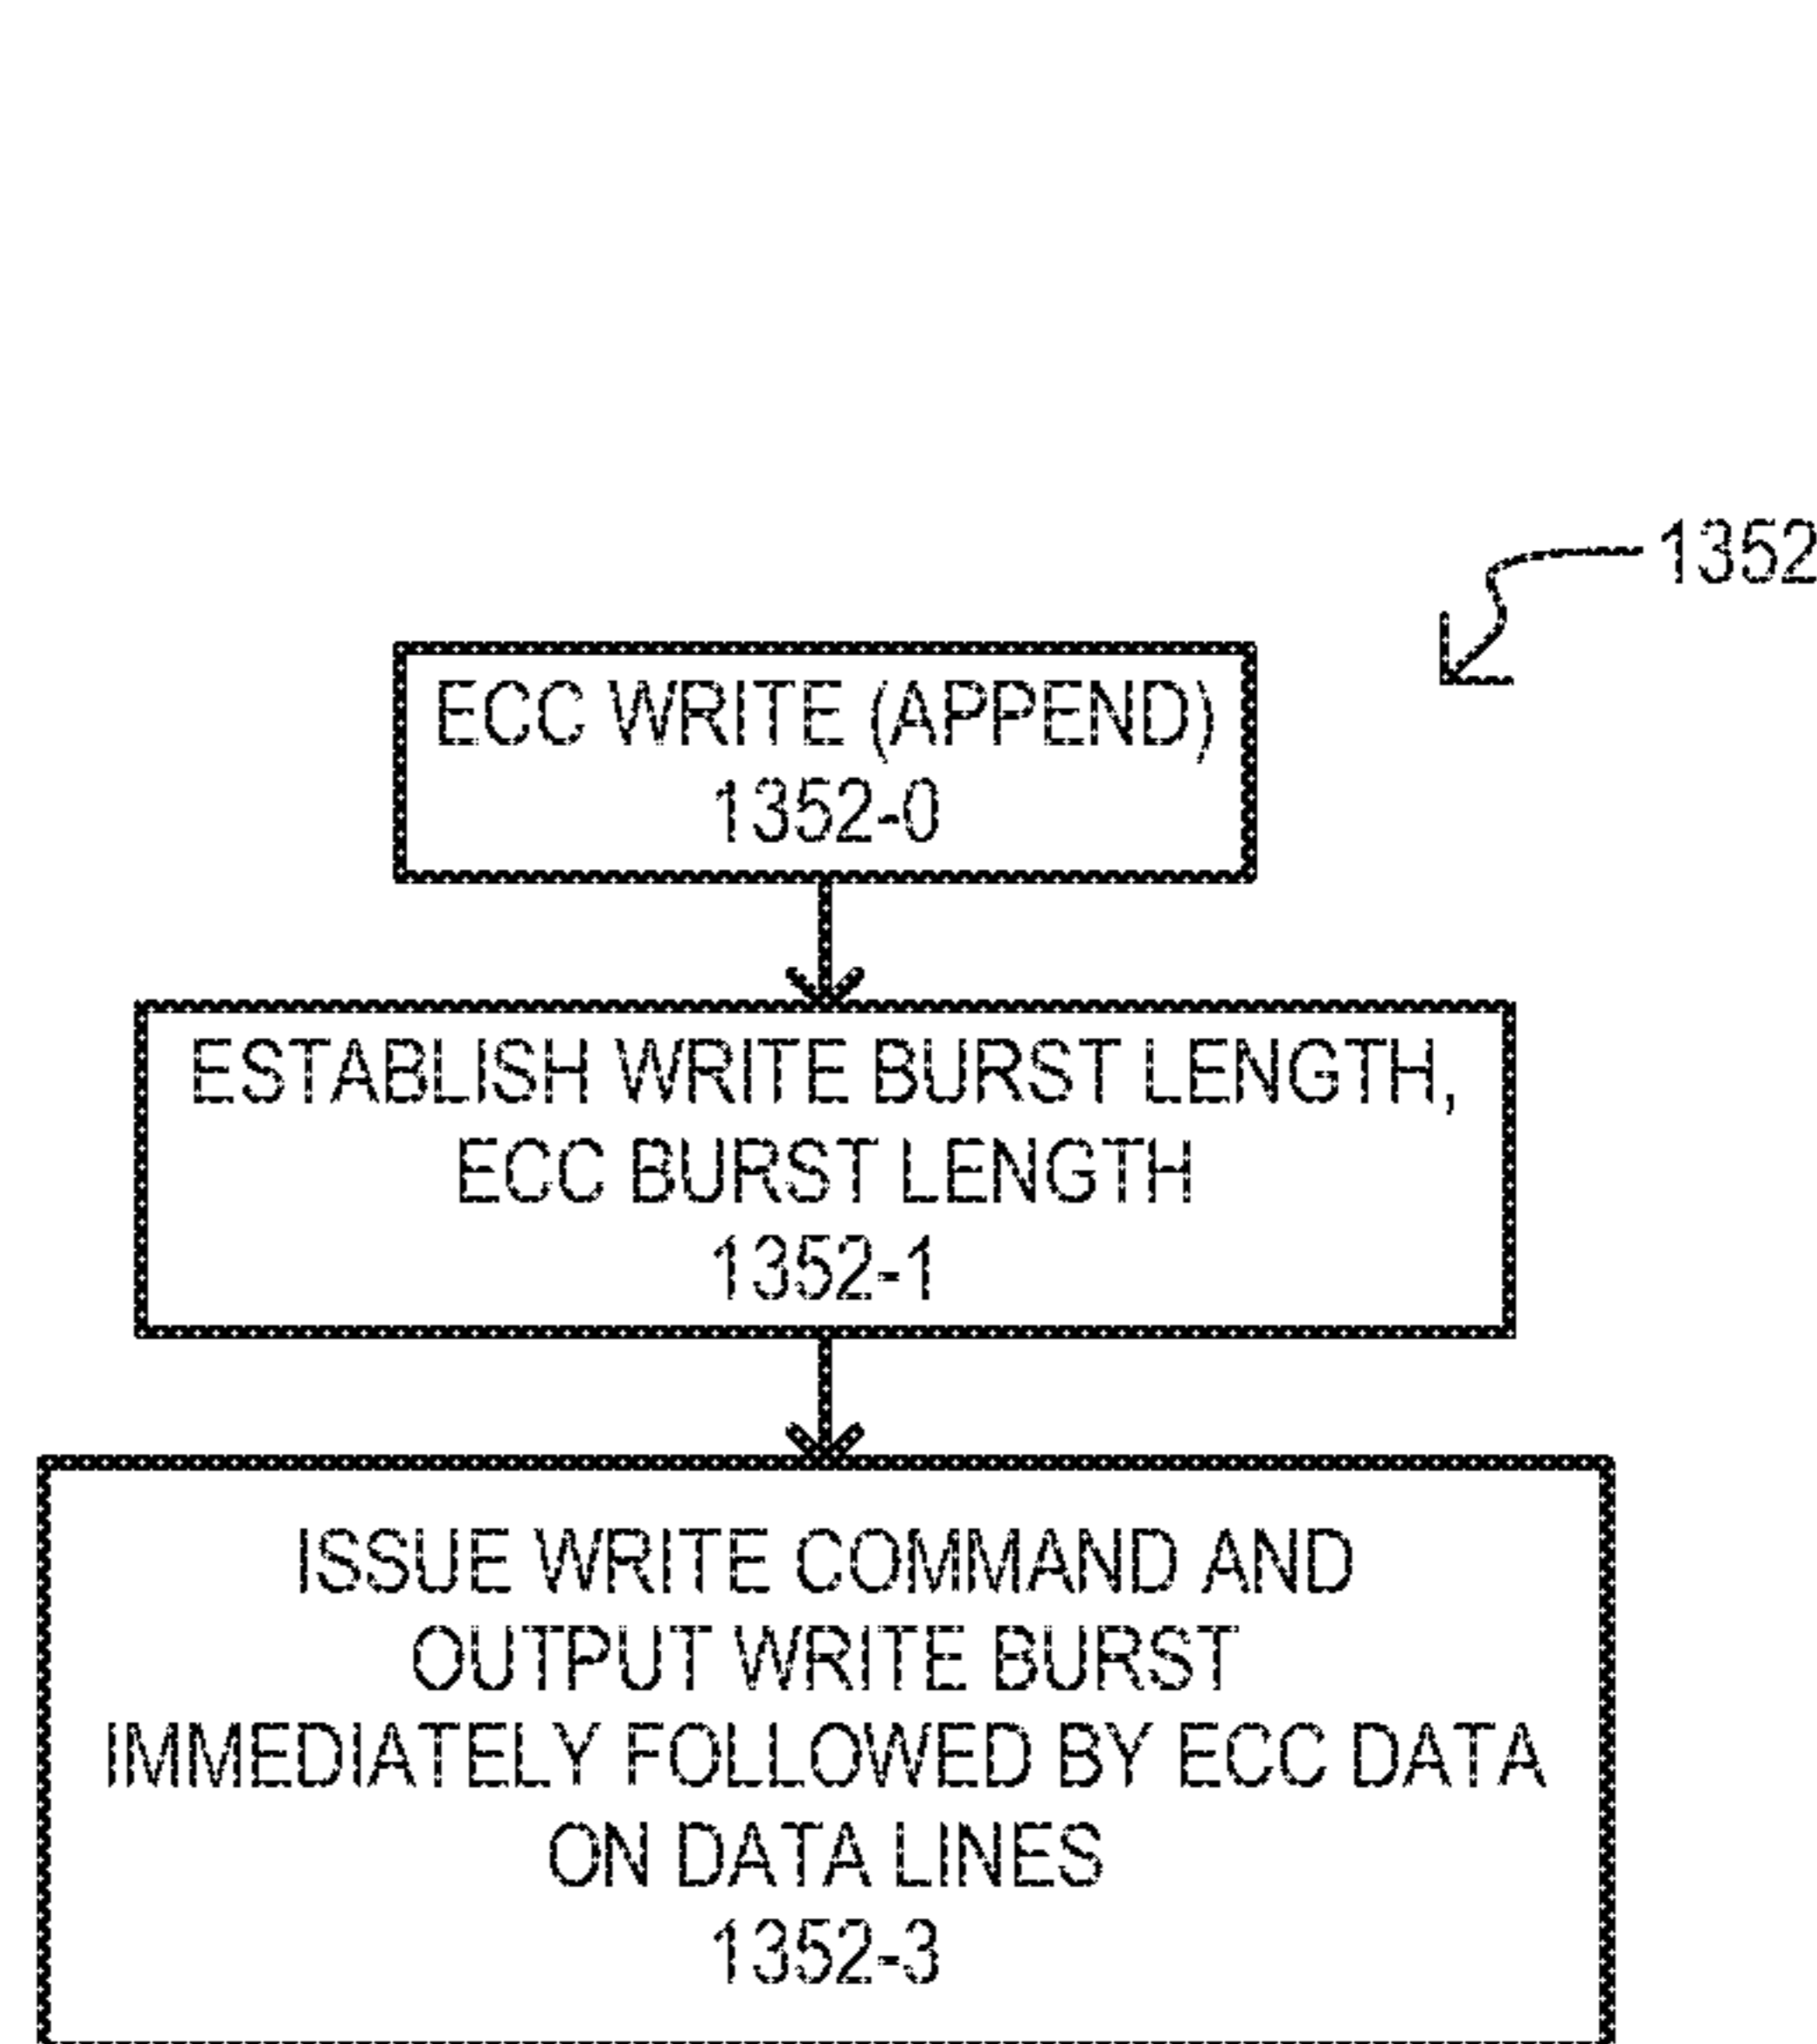 1352
ECC WRITE (APPEND)
1352-0
ESTABLISH WRITE BURST LENGTH,
ECC BURST LENGTH
1352-1
ISSUE WRITE COMMAND AND
OUTPUT WRITE BURST
IMMEDIATELY FOLLOWED BY ECC DATA
ON DATA LINES
1352-3